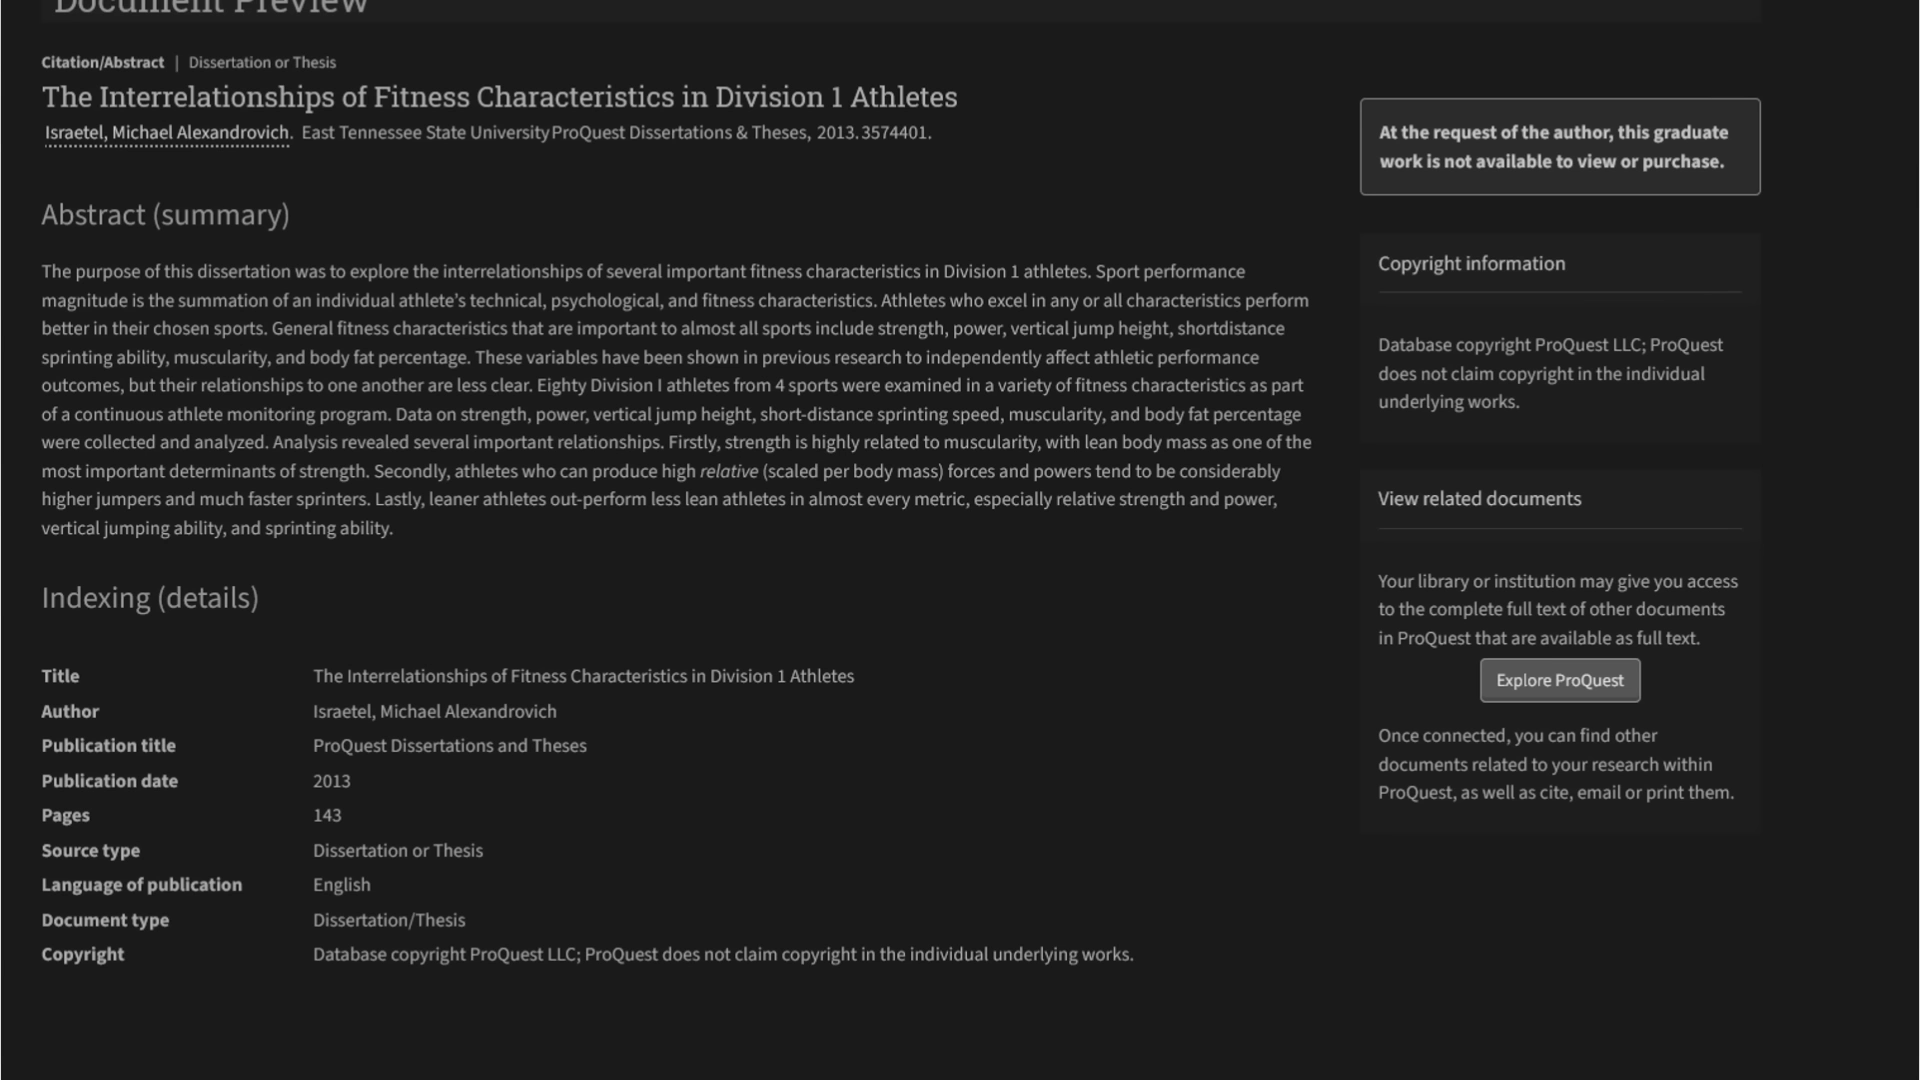 Document Preview
Citation/Abstract | Dissertation or Thesis
The Interrelationships of Fitness Characteristics in Division 1 Athletes
Israetel, Michael Alexandrovich. East Tennessee State University ProQuest Dissertations & Theses, 2013. 3574401.
Abstract (summary)
The purpose of this dissertation was to explore the interrelationships of several important fitness characteristics in Division 1 athletes. Sport performance
magnitude is the summation of an individual athlete's technical, psychological, and fitness characteristics. Athletes who excel in any or all characteristics perform
better in their chosen sports. General fitness characteristics that are important to almost all sports include strength, power, vertical jump height, shortdistance
sprinting ability, muscularity, and body fat percentage. These variables have been shown in previous research to independently affect athletic performance
outcomes, but their relationships to one another are less clear. Eighty Division I athletes from 4 sports were examined in a variety of fitness characteristics as part
of a continuous athlete monitoring program. Data on strength, power, vertical jump height, short-distance sprinting speed, muscularity, and body fat percentage
were collected and analyzed. Analysis revealed several important relationships. Firstly, strength is highly related to muscularity, with lean body mass as one of the
most important determinants of strength. Secondly, athletes who can produce high relative (scaled per body mass) forces and powers tend to be considerably
higher jumpers and much faster sprinters. Lastly, leaner athletes out-perform less lean athletes in almost every metric, especially relative strength and power,
vertical jumping ability, and sprinting ability.
Indexing (details)
Title The Interrelationships of Fitness Characteristics in Division 1 Athletes
Author Israetel, Michael Alexandrovich
Publication title ProQuest Dissertations and Theses
Publication date 2013
Pages 143
Source type Dissertation or Thesis
Language of publication English
Document type Dissertation/Thesis
Copyright Database copyright ProQuest LLC; ProQuest does not claim copyright in the individual underlying works.
At the request of the author, this graduate
work is not available to view or purchase.
Copyright information
Database copyright ProQuest LLC; ProQuest
does not claim copyright in the individual
underlying works.
View related documents
Your library or institution may give you access
to the complete full text of other documents
in ProQuest that are available as full text.
Explore ProQuest
Once connected, you can find other
documents related to your research within
ProQuest, as well as cite, email or print them.